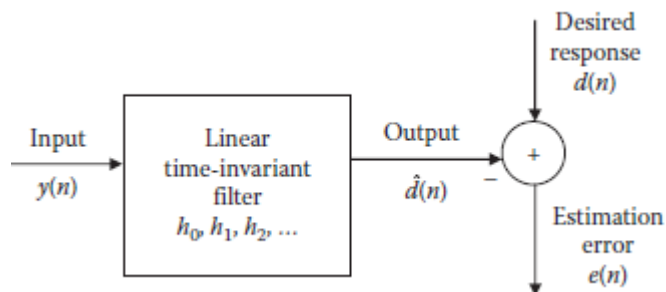 Desired
response
d(n)
Input
y(n)
Linear
time-invariant
filter
h₀, h₁, h₂, ...
Output
d̂(n)
−
+
Estimation
error
e(n)